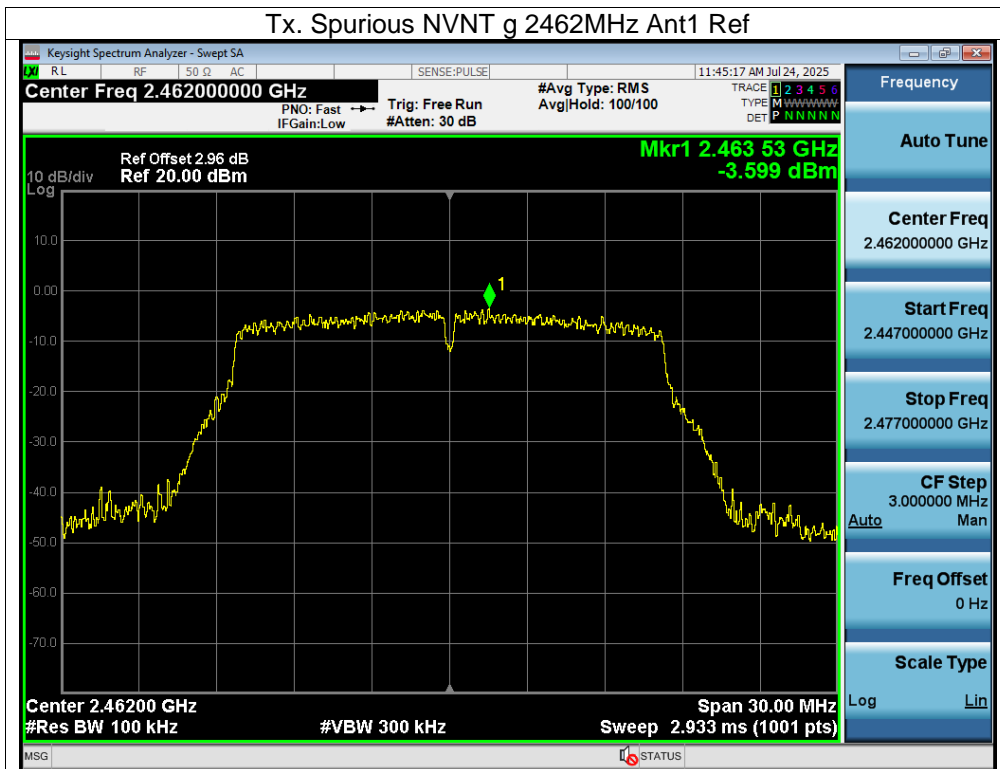 Tx. Spurious NVNT g 2462MHz Ant1 Ref
Keysight Spectrum Analyzer - Swept SA
LXI RL RF 50 Ω AC SENSE:PULSE 11:45:17 AM Jul 24, 2025
Center Freq 2.462000000 GHz
PNO: Fast
IFGain:Low
Trig: Free Run
#Atten: 30 dB
#Avg Type: RMS
Avg|Hold: 100/100
TRACE 1 2 3 4 5 6
TYPE M WWWWW
DET P N N N N N
Mkr1 2.463 53 GHz
-3.599 dBm
Ref Offset 2.96 dB
10 dB/div Ref 20.00 dBm
Log
10.0
0.00
-10.0
-20.0
-30.0
-40.0
-50.0
-60.0
-70.0
1
Center 2.46200 GHz Span 30.00 MHz
#Res BW 100 kHz #VBW 300 kHz Sweep 2.933 ms (1001 pts)
MSG STATUS
Frequency
Auto Tune
Center Freq
2.462000000 GHz
Start Freq
2.447000000 GHz
Stop Freq
2.477000000 GHz
CF Step
3.000000 MHz
Auto Man
Freq Offset
0 Hz
Scale Type
Log Lin